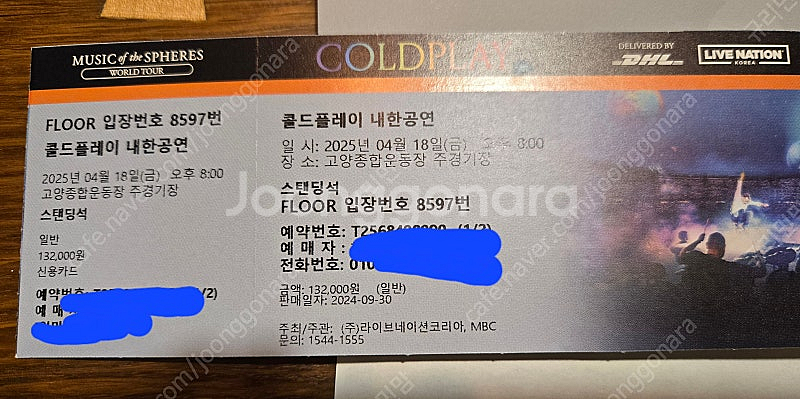 MUSIC of the SPHERES
WORLD TOUR
COLDPLAY
DELIVERED BY
DHL
LIVE NATION
KOREA
FLOOR 입장번호 8597번
콜드플레이 내한공연
2025년 04월 18일(금) 오후 8:00
고양종합운동장 주경기장
스탠딩석
일반
132,000원
신용카드
예약번호:
/2)
예 매
콜드플레이 내한공연
일 시: 2025년 04월 18일(금) 오후 8:00
장 소: 고양종합운동장 주경기장
스탠딩석
FLOOR 입장번호 8597번
예약번호: (1/2)
예 매 자 :
전화번호: 010
금액: 132,000원 (일반)
판매일자: 2024-09-30
주최/주관: (주)라이브네이션코리아, MBC
문의: 1544-1555
Joonggonara
cafe.naver.com/joonggonara